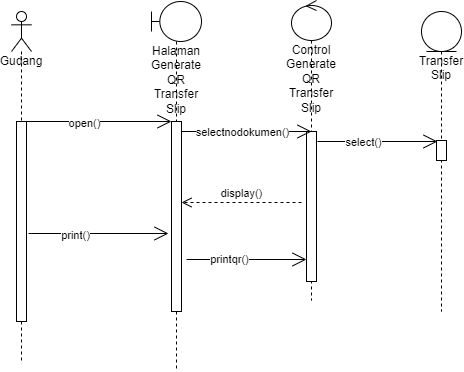 Gudang
Halaman
Generate
QR
Transfer
Slip
Control
Generate
QR
Transfer
Slip
Transfer
Slip
open()
selectnodokumen()
select()
display()
print()
printqr()